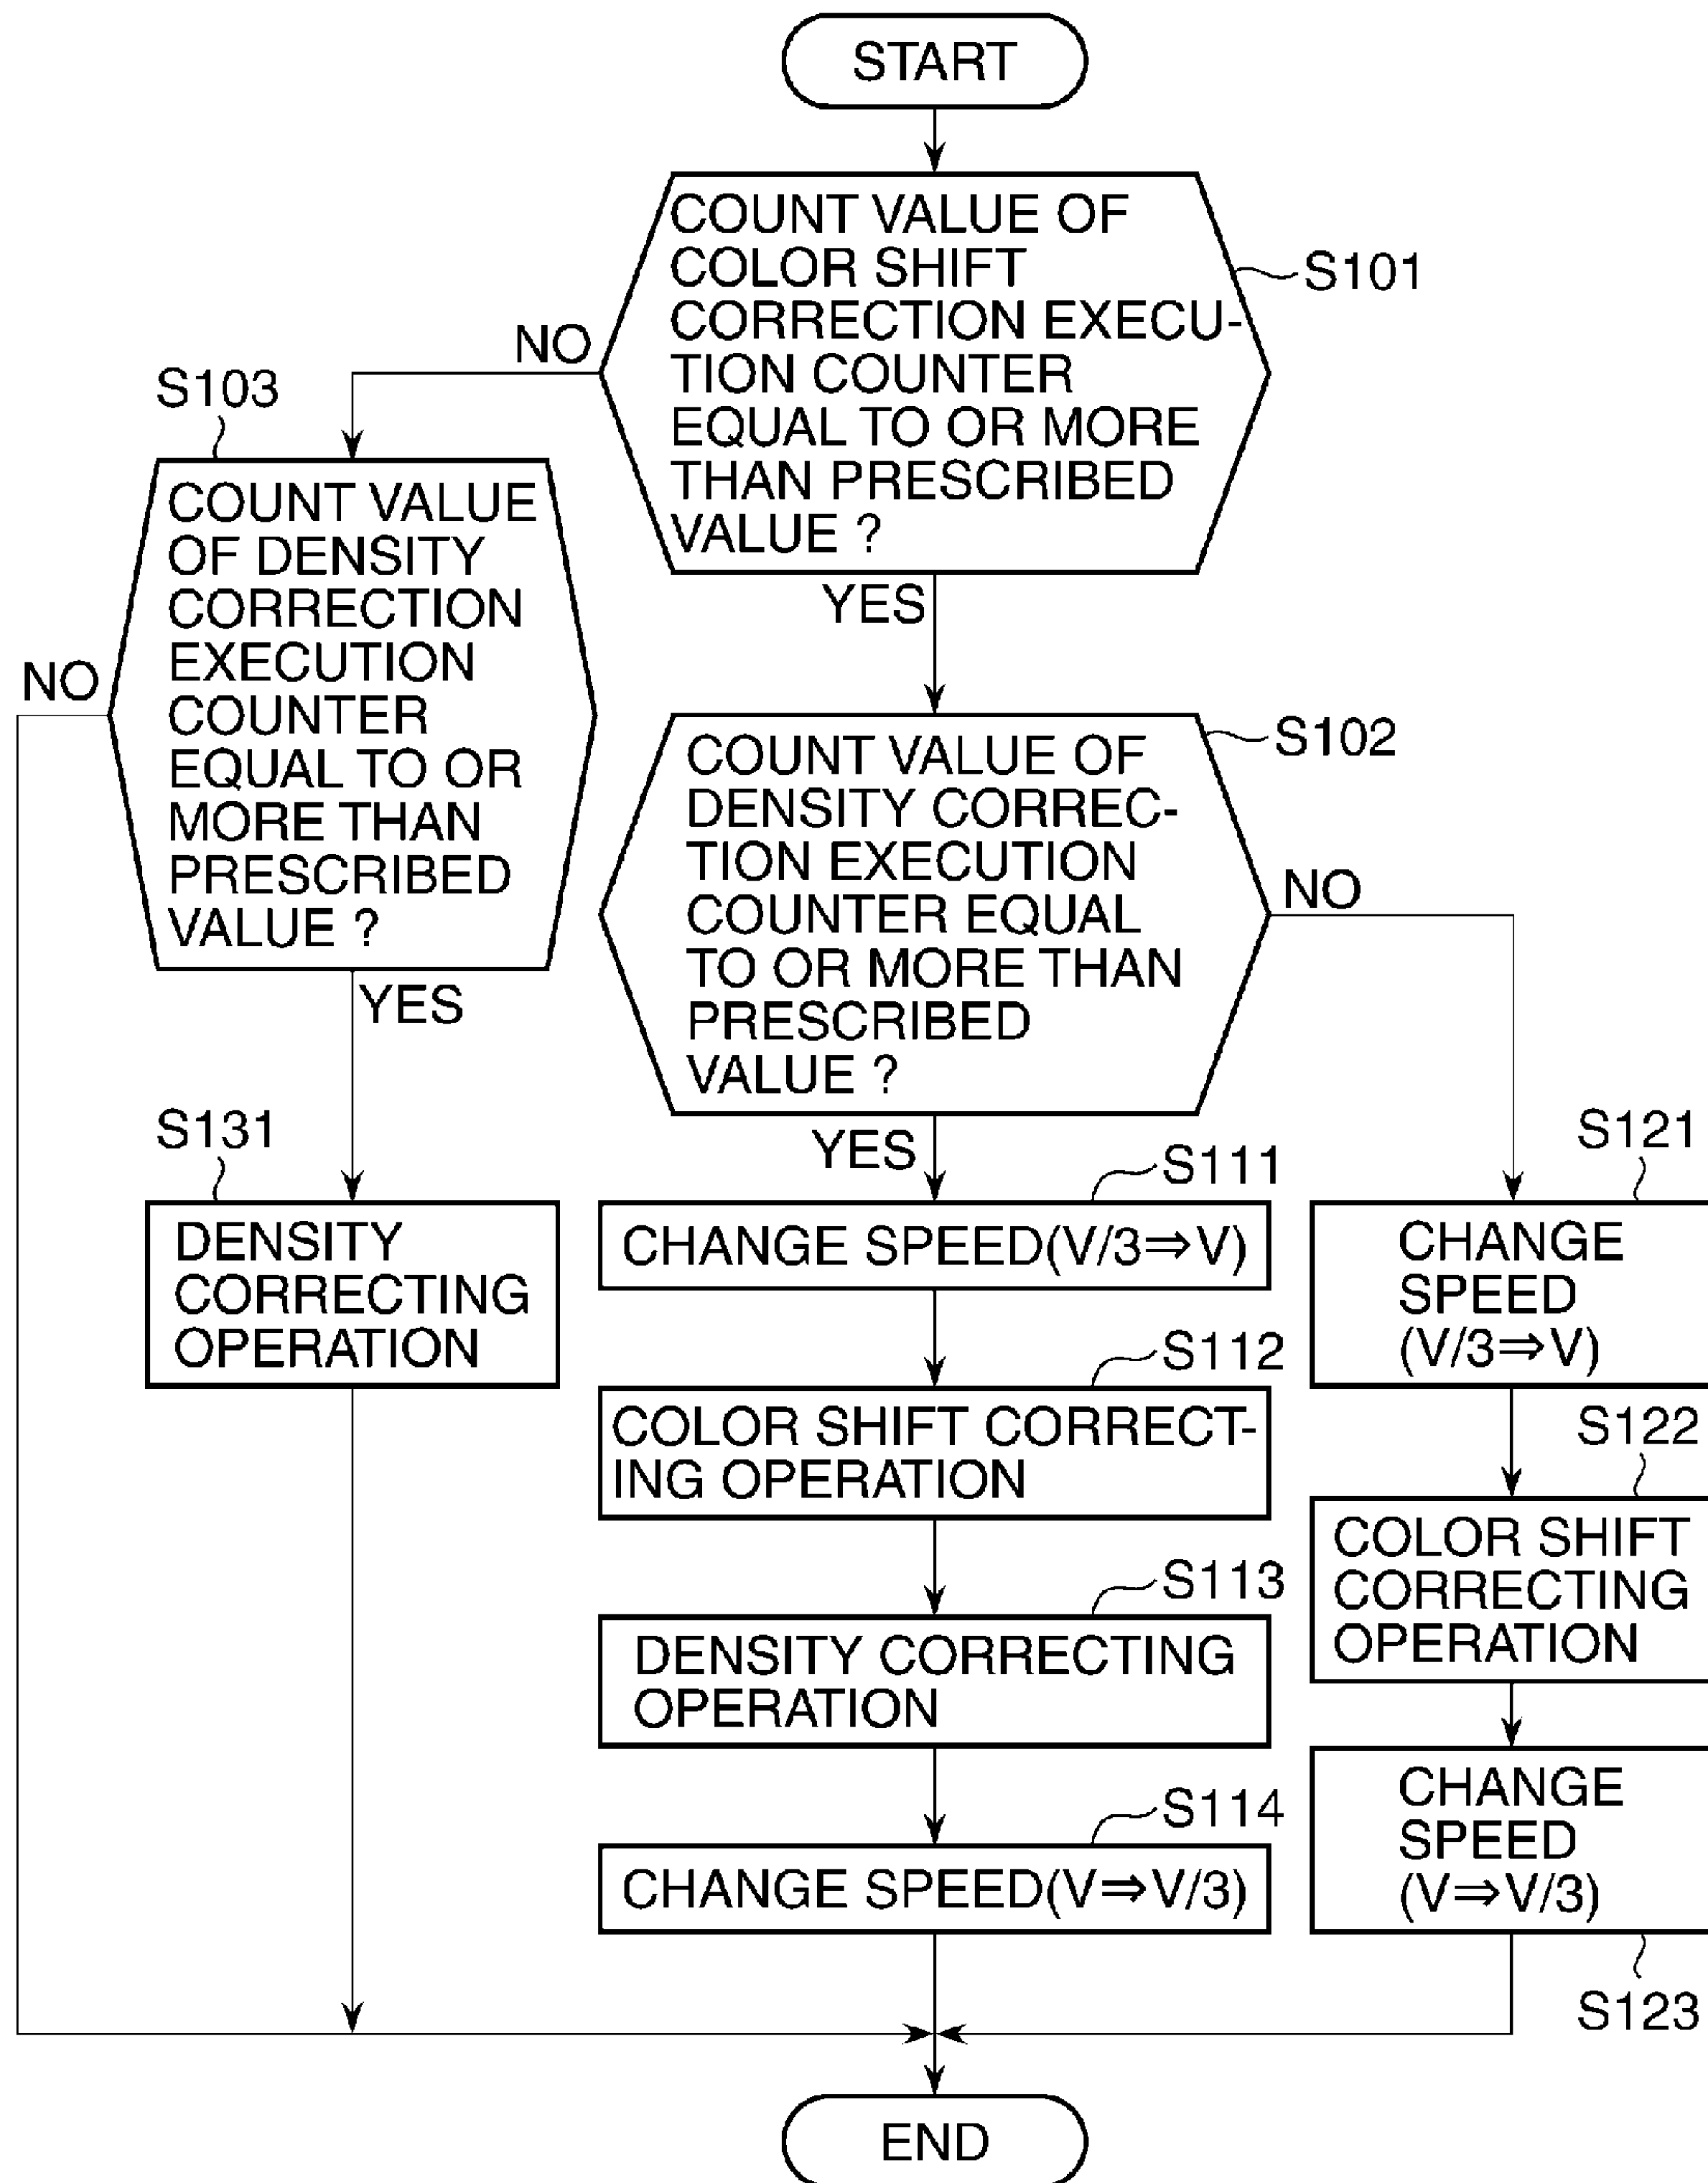 START
COUNT VALUE OF
COLOR SHIFT
CORRECTION EXECU-
TION COUNTER
EQUAL TO OR MORE
THAN PRESCRIBED
VALUE ?
S101
NO
YES
S103
COUNT VALUE
OF DENSITY
CORRECTION
EXECUTION
COUNTER
EQUAL TO OR
MORE THAN
PRESCRIBED
VALUE ?
NO
YES
S102
COUNT VALUE OF
DENSITY CORREC-
TION EXECUTION
COUNTER EQUAL
TO OR MORE THAN
PRESCRIBED
VALUE ?
NO
YES
S131
DENSITY
CORRECTING
OPERATION
S111
CHANGE SPEED(V/3⇒V)
S112
COLOR SHIFT CORRECT-
ING OPERATION
S113
DENSITY CORRECTING
OPERATION
S114
CHANGE SPEED(V⇒V/3)
S121
CHANGE
SPEED
(V/3⇒V)
S122
COLOR SHIFT
CORRECTING
OPERATION
CHANGE
SPEED
(V⇒V/3)
S123
END